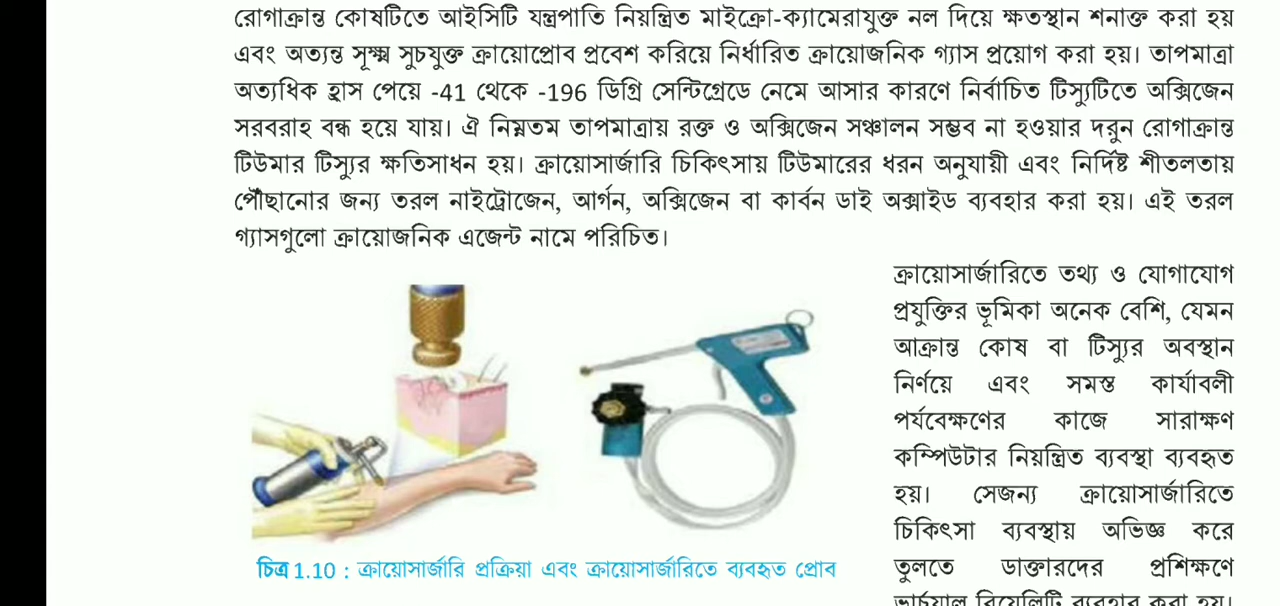 রোগাক্রান্ত কোষটিতে আইসিটি যন্ত্রপাতি নিয়ন্ত্রিত মাইক্রো-ক্যামেরাযুক্ত নল দিয়ে ক্ষতস্থান শনাক্ত করা হয়
এবং অত্যন্ত সূক্ষ্ম সুচযুক্ত ক্রায়োপ্রোব প্রবেশ করিয়ে নির্ধারিত ক্রায়োজনিক গ্যাস প্রয়োগ করা হয়। তাপমাত্রা
অত্যধিক হ্রাস পেয়ে -41 থেকে -196 ডিগ্রি সেন্টিগ্রেডে নেমে আসার কারণে নির্বাচিত টিস্যুটিতে অক্সিজেন
সরবরাহ বন্ধ হয়ে যায়। ঐ নিম্নতম তাপমাত্রায় রক্ত ও অক্সিজেন সঞ্চালন সম্ভব না হওয়ার দরুন রোগাক্রান্ত
টিউমার টিস্যুর ক্ষতিসাধন হয়। ক্রায়োসার্জারি চিকিৎসায় টিউমারের ধরন অনুযায়ী এবং নির্দিষ্ট শীতলতায়
পৌঁছানোর জন্য তরল নাইট্রোজেন, আর্গন, অক্সিজেন বা কার্বন ডাই অক্সাইড ব্যবহার করা হয়। এই তরল
গ্যাসগুলো ক্রায়োজনিক এজেন্ট নামে পরিচিত।
ক্রায়োসার্জারিতে তথ্য ও যোগাযোগ
প্রযুক্তির ভূমিকা অনেক বেশি, যেমন
আক্রান্ত কোষ বা টিস্যুর অবস্থান
নির্ণয়ে এবং সমস্ত কার্যাবলী
পর্যবেক্ষণের কাজে সারাক্ষণ
কম্পিউটার নিয়ন্ত্রিত ব্যবস্থা ব্যবহৃত
হয়। সেজন্য ক্রায়োসার্জারিতে
চিকিৎসা ব্যবস্থায় অভিজ্ঞ করে
তুলতে ডাক্তারদের প্রশিক্ষণে
ভার্চুয়াল রিয়েলিটি ব্যবহার করা হয়।
চিত্র 1.10 : ক্রায়োসার্জারি প্রক্রিয়া এবং ক্রায়োসার্জারিতে ব্যবহৃত প্রোব